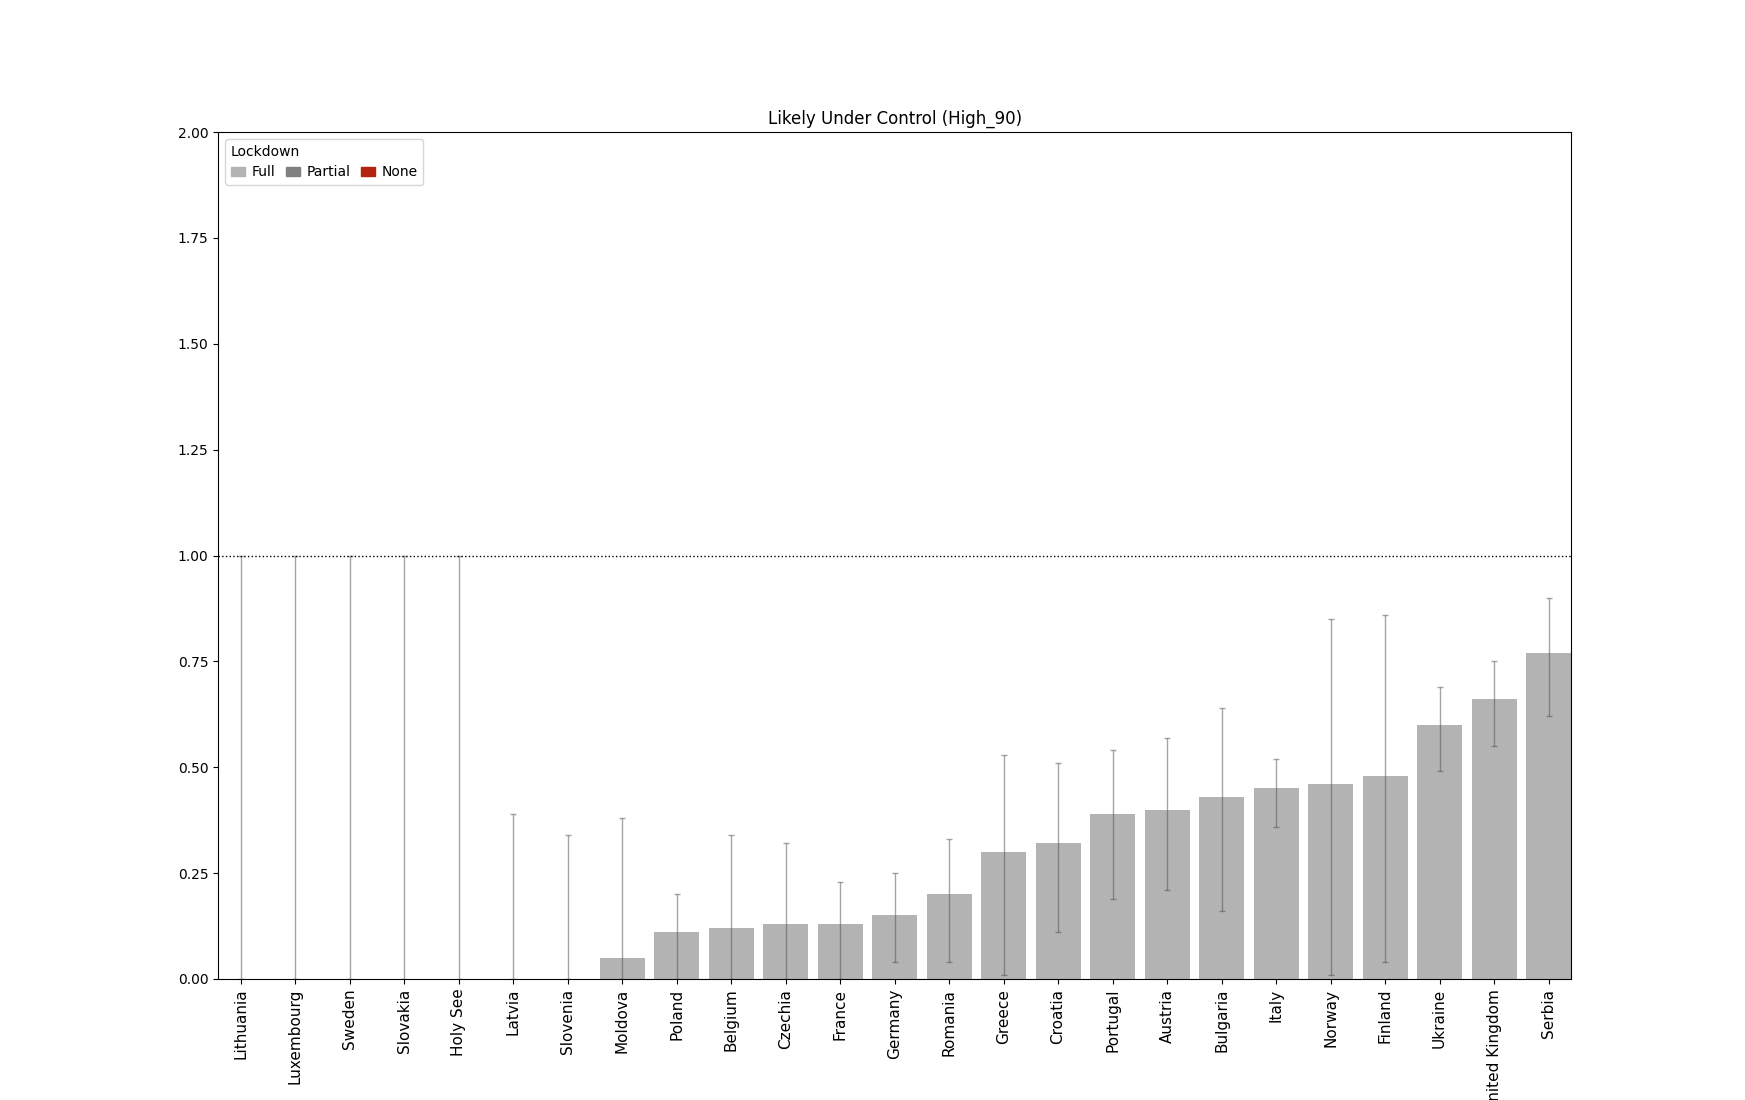 Likely Under Control (High_90)
Lockdown
Full Partial None
2.00
1.75
1.50
1.25
1.00
0.75
0.50
0.25
0.00
Lithuania
Luxembourg
Sweden
Slovakia
Holy See
Latvia
Slovenia
Moldova
Poland
Belgium
Czechia
France
Germany
Romania
Greece
Croatia
Portugal
Austria
Bulgaria
Italy
Norway
Finland
Ukraine
nited Kingdom
Serbia